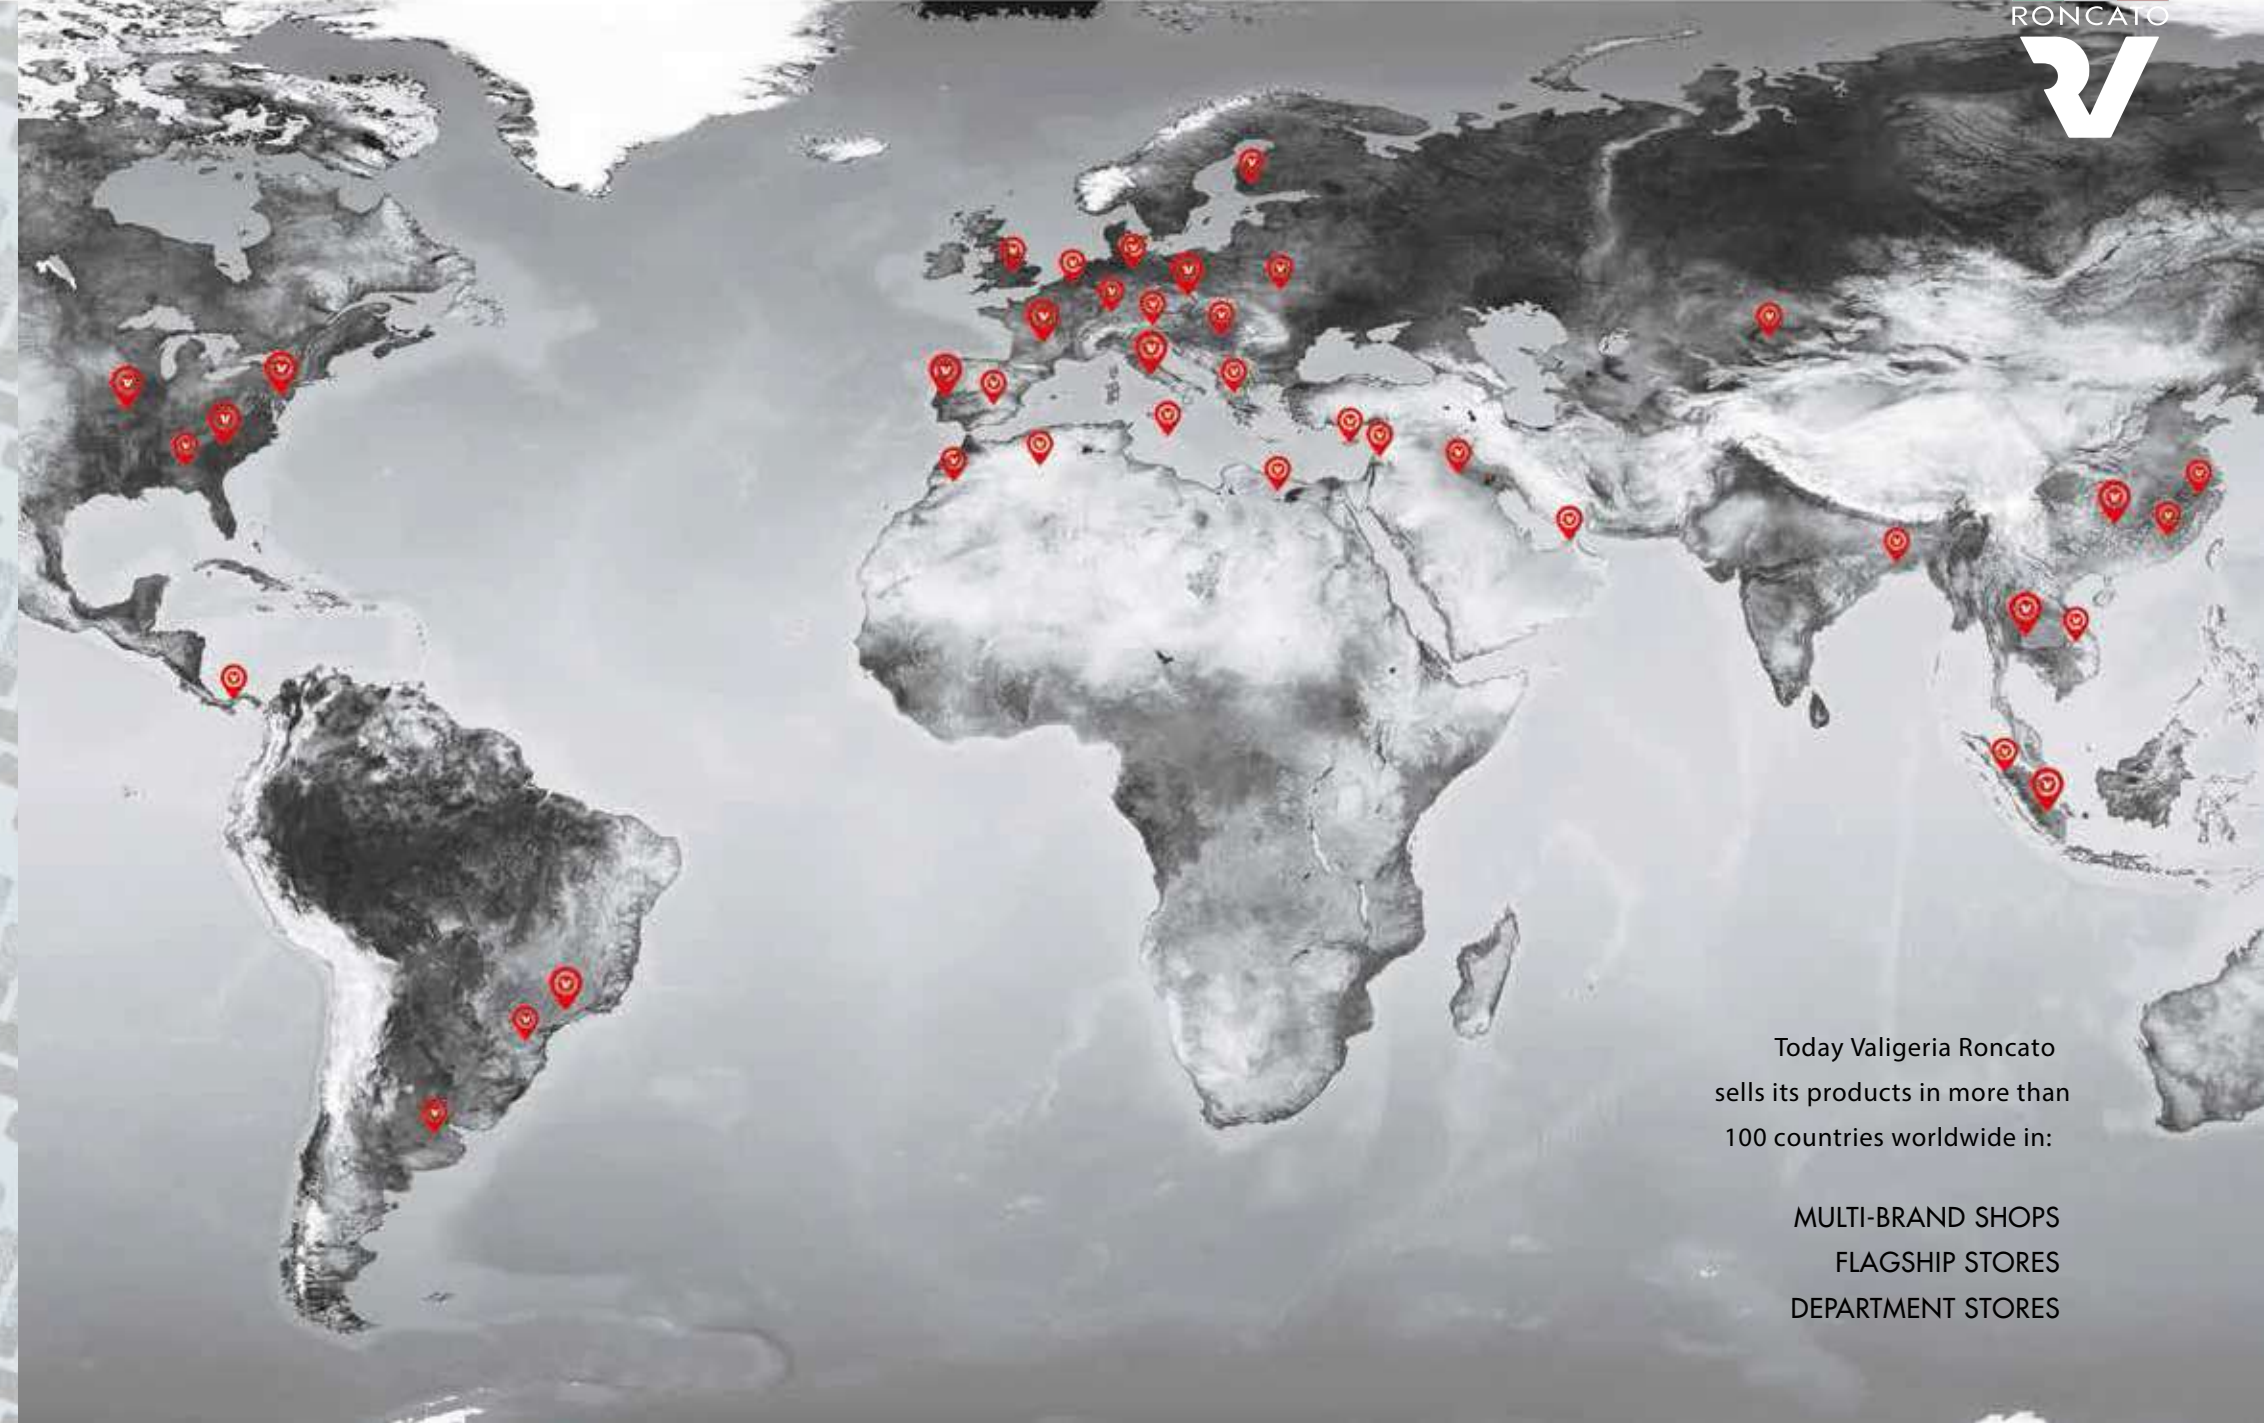 RONCATO
RV
Today Valigeria Roncato
sells its products in more than
100 countries worldwide in:
MULTI-BRAND SHOPS
FLAGSHIP STORES
DEPARTMENT STORES